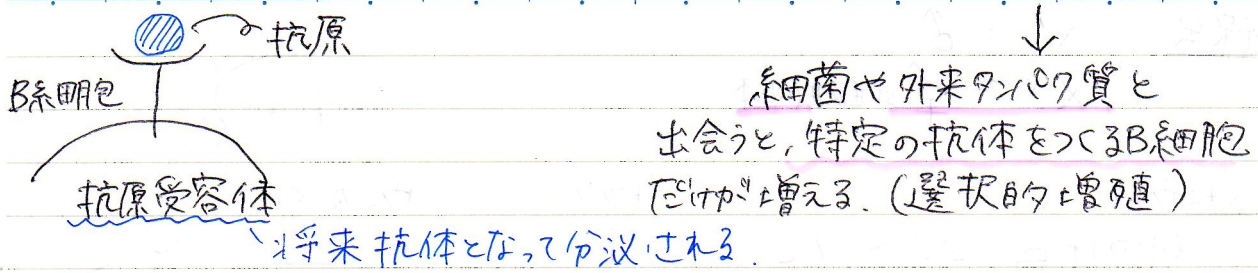 抗原
B細胞
抗原受容体
将来抗体となって分泌される.
↓
細菌や外来タンパク質と
出会うと,特定の抗体をつくるB細胞
だけが増える.(選択的増殖)